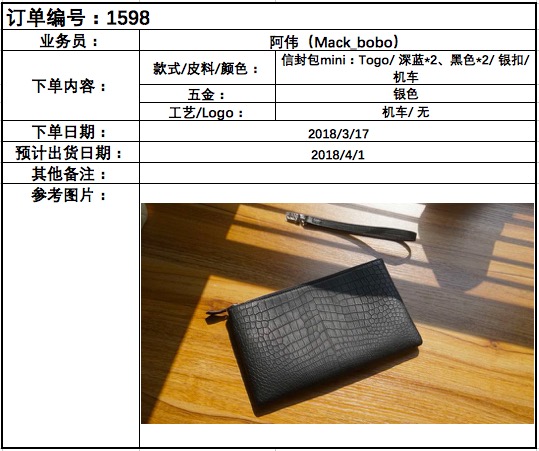 订单编号：1598
业务员： 阿伟（Mack_bobo）
下单内容： 款式/皮料/颜色： 信封包mini：Togo/ 深蓝*2、黑色*2/ 银扣/
机车
五金： 银色
工艺/Logo： 机车/ 无
下单日期： 2018/3/17
预计出货日期： 2018/4/1
其他备注：
参考图片：